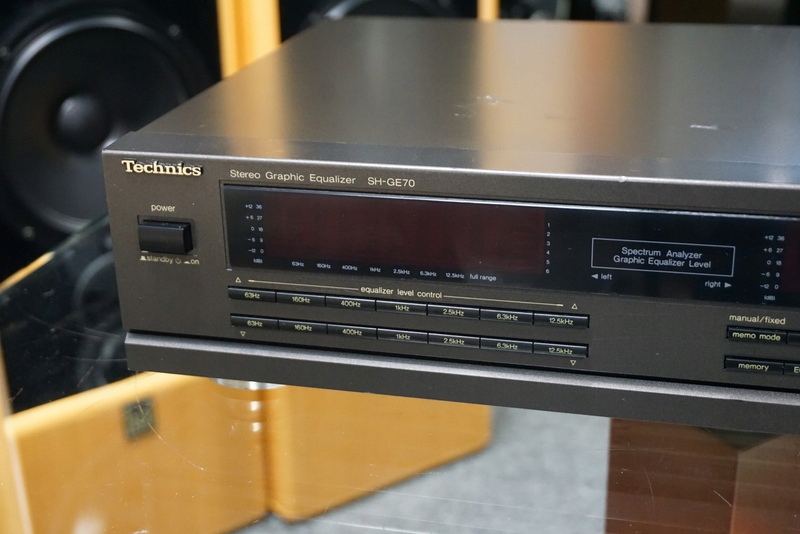 Technics
Stereo Graphic Equalizer SH-GE70
power
standby on
+12 36
+6 27
0 18
-6 9
-12 0
(dB)
63Hz 160Hz 400Hz 1kHz 2.5kHz 6.3kHz 12.5kHz full range
1
2
3
4
5
6
Spectrum Analyzer
Graphic Equalizer Level
left
right
+12 36
+6 27
0 18
-6 9
-12 0
(dB)
equalizer level control
63Hz 160Hz 400Hz 1kHz 2.5kHz 6.3kHz 12.5kHz
63Hz 160Hz 400Hz 1kHz 2.5kHz 6.3kHz 12.5kHz
manual/fixed
memo mode
memory